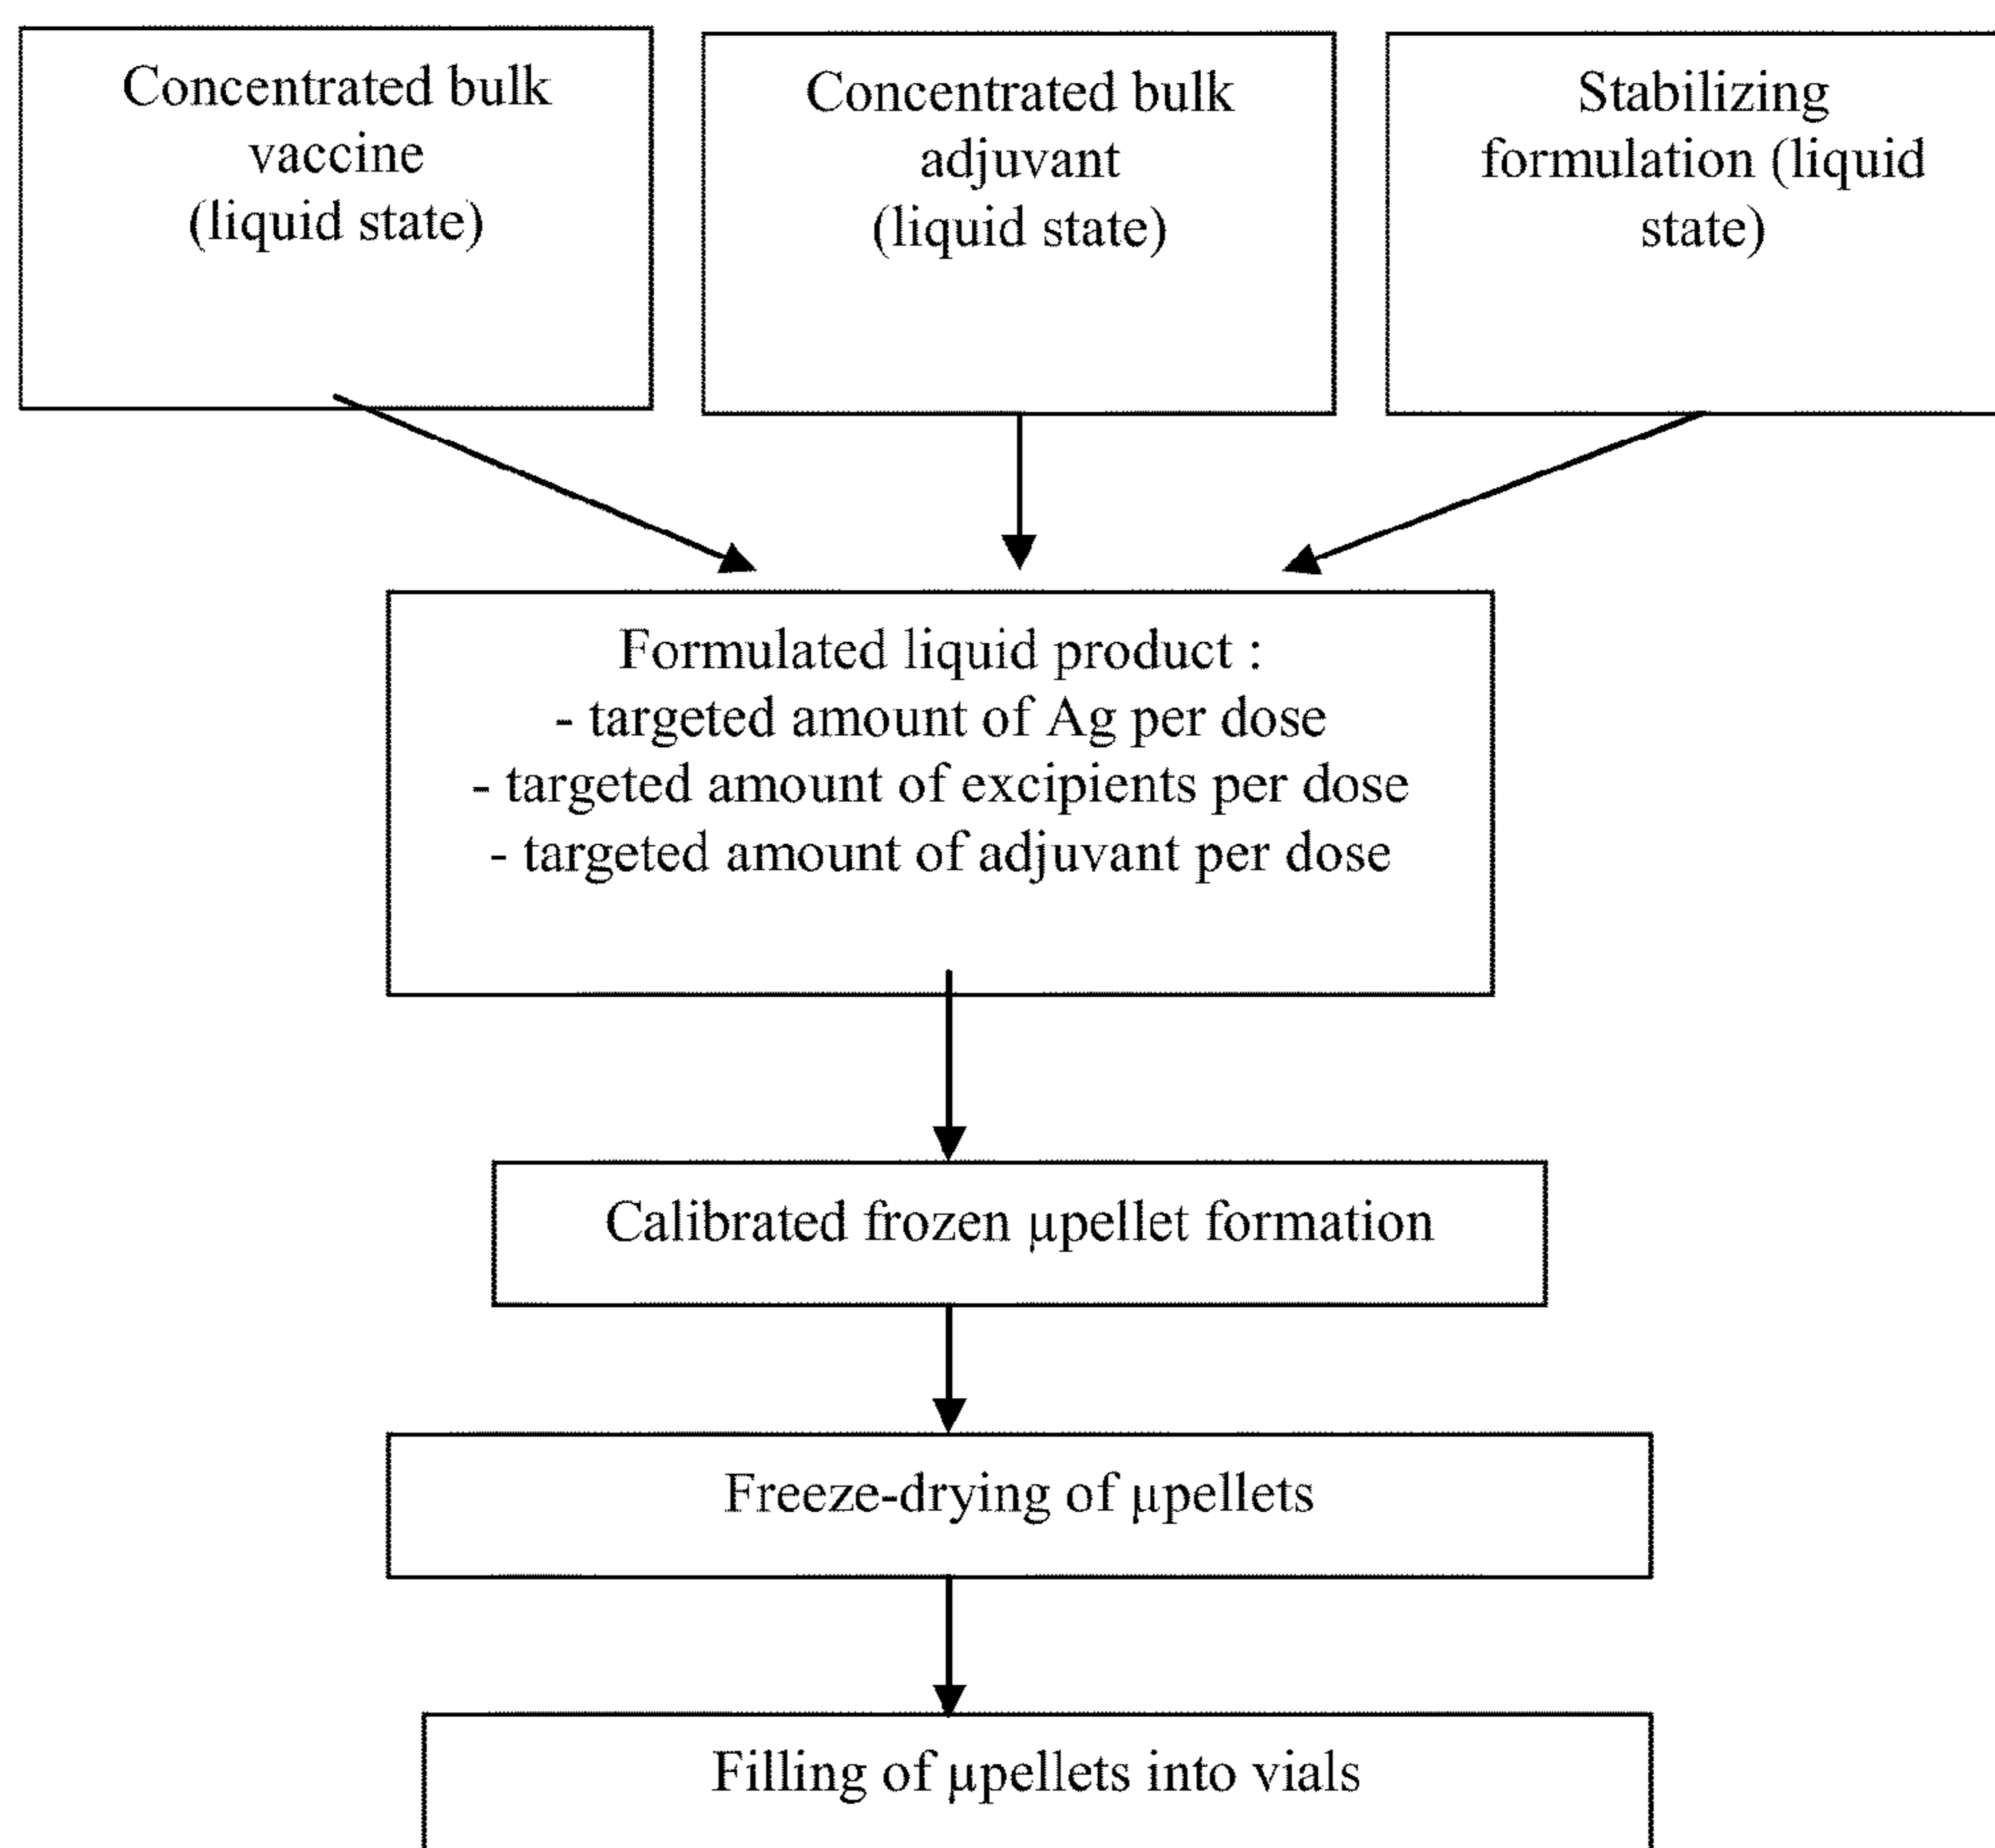 Concentrated bulk
vaccine
(liquid state)
Concentrated bulk
adjuvant
(liquid state)
Stabilizing
formulation (liquid
state)
Formulated liquid product :
- targeted amount of Ag per dose
- targeted amount of excipients per dose
- targeted amount of adjuvant per dose
Calibrated frozen μpellet formation
Freeze-drying of μpellets
Filling of μpellets into vials